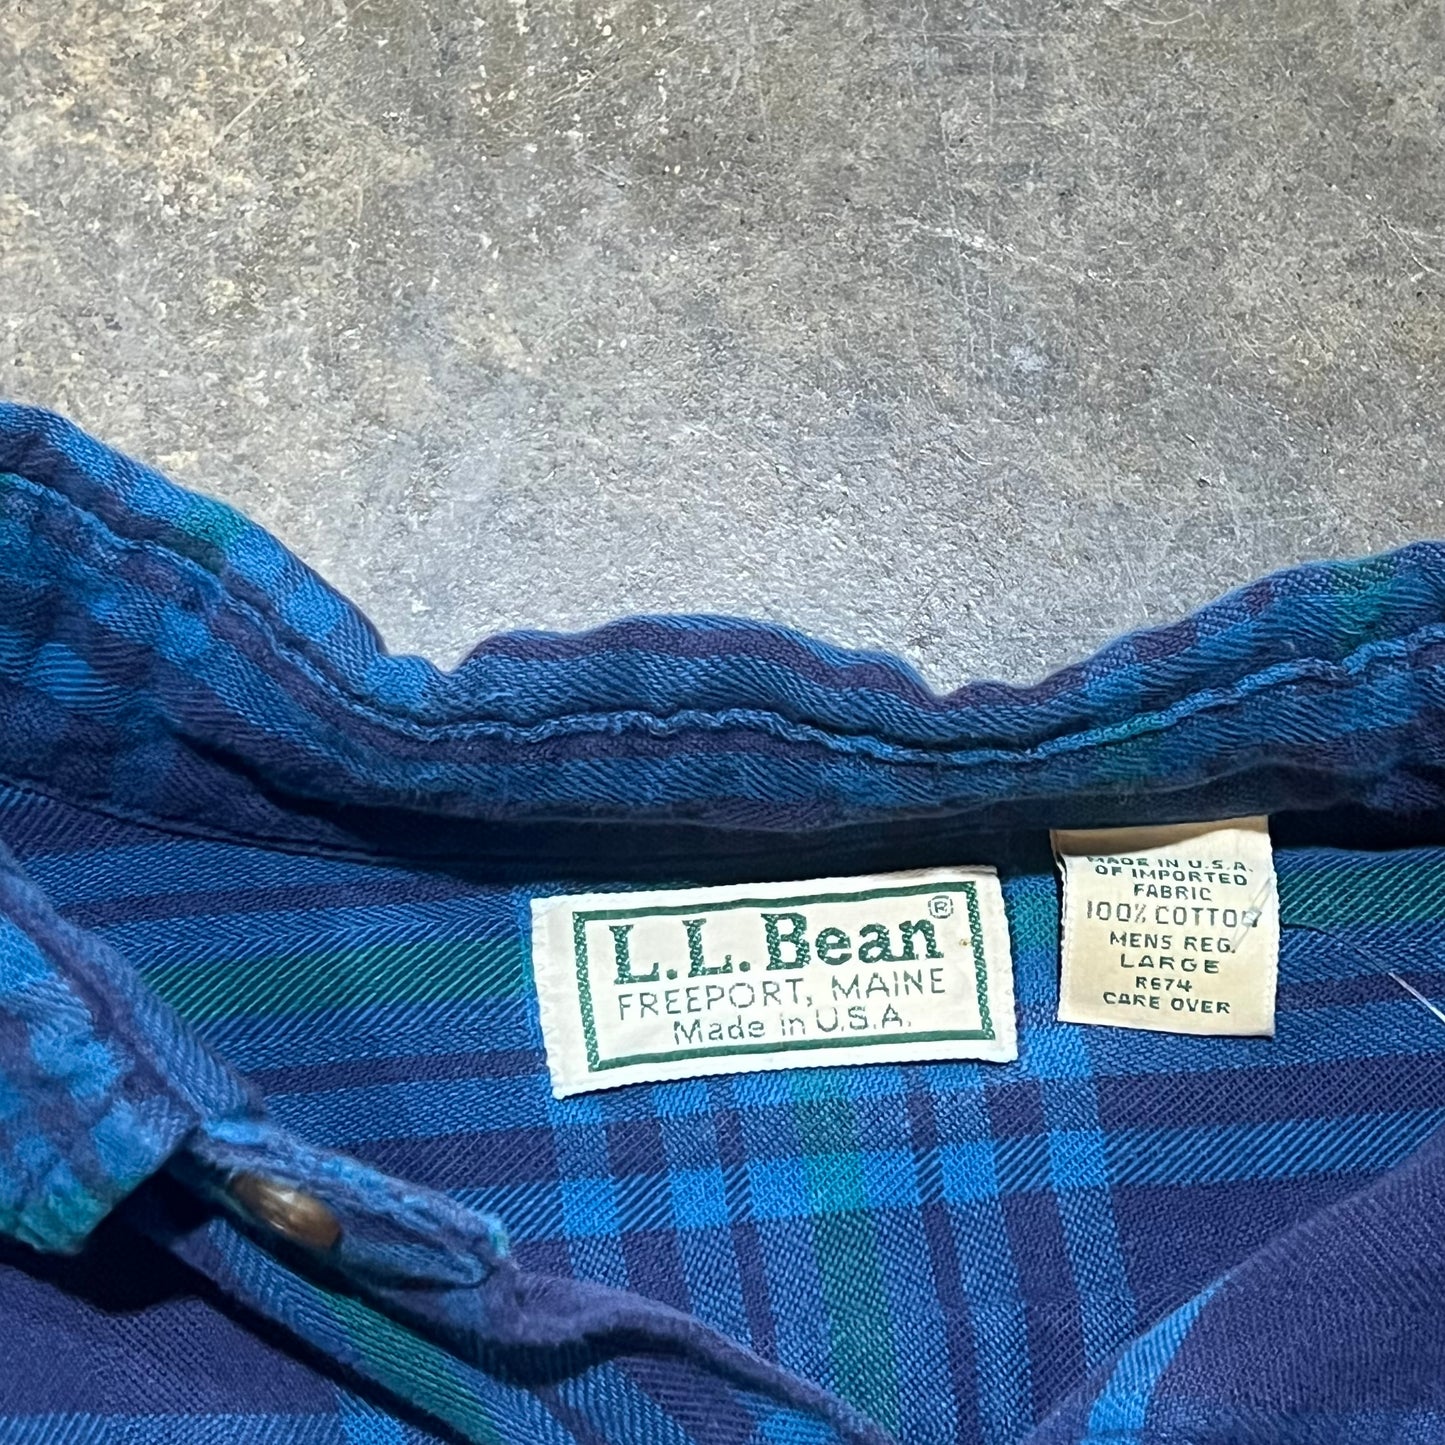 L.L.Bean®
FREEPORT, MAINE
Made in U.S.A.
MADE IN U.S.A.
OF IMPORTED
FABRIC
100% COTTON
MENS REG.
LARGE
R674
CARE OVER